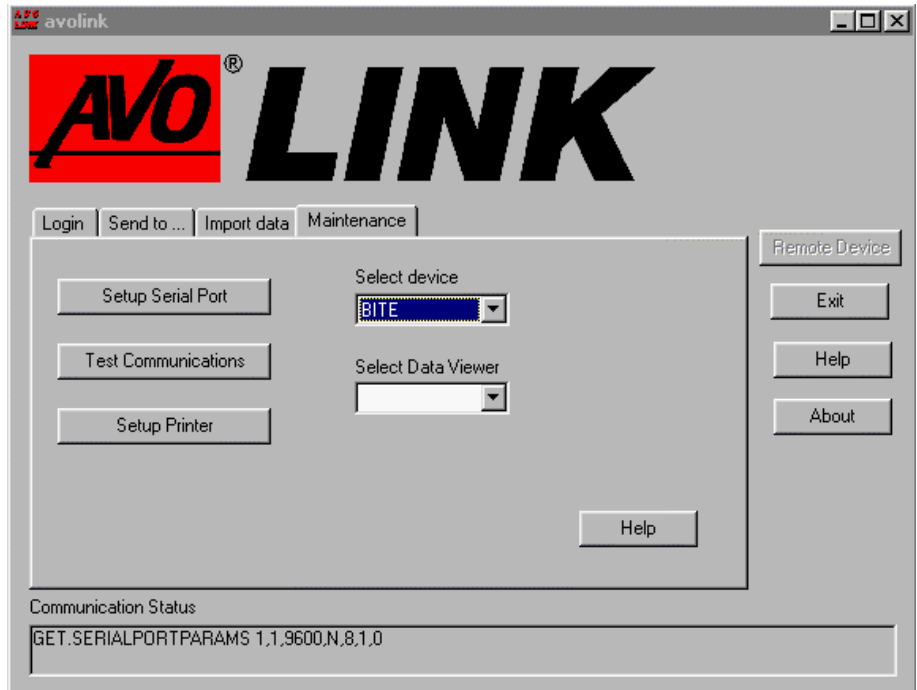 AVO LINK avolink
AVO® LINK
Login Send to ... Import data Maintenance
Remote Device
Setup Serial Port
Select device
BITE
Exit
Test Communications
Select Data Viewer
Help
Setup Printer
About
Help
Communication Status
GET.SERIALPORTPARAMS 1,1,9600,N,8,1,0